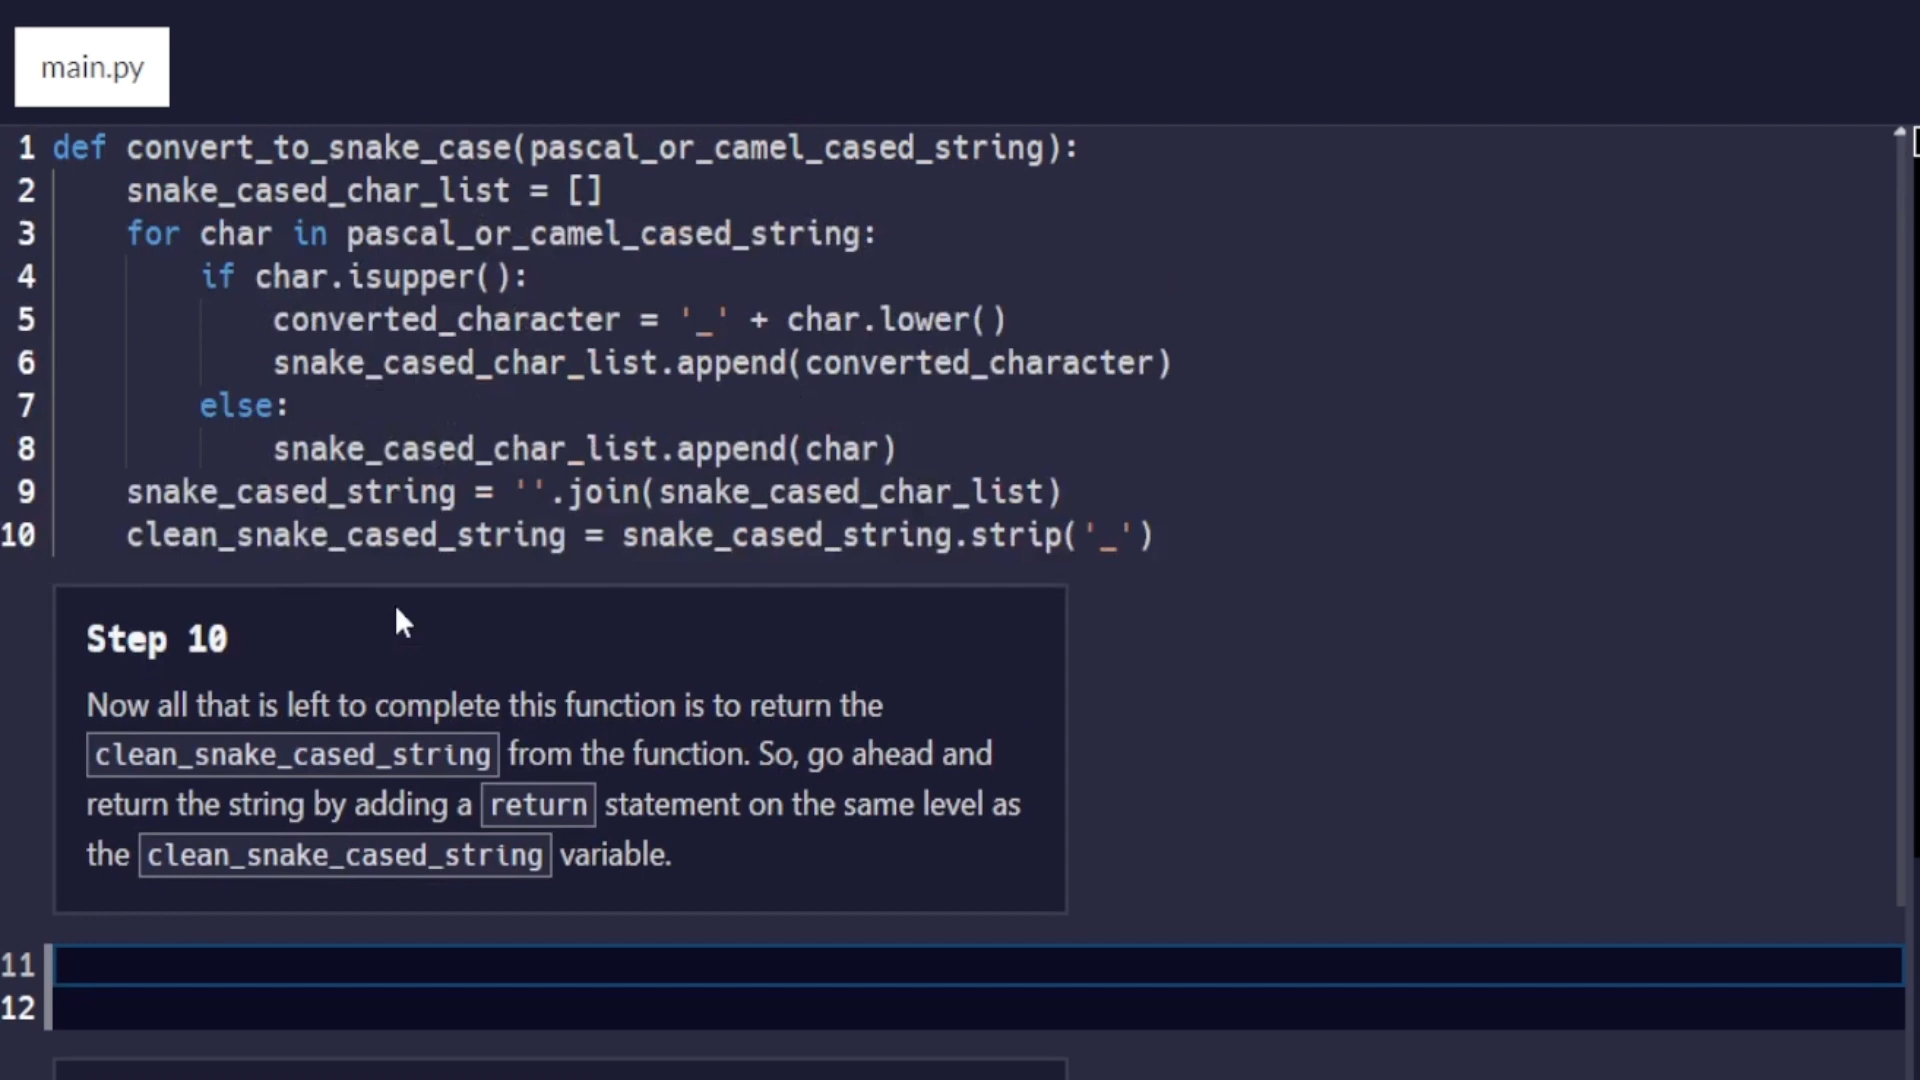 main.py
1 def convert_to_snake_case(pascal_or_camel_cased_string):
2     snake_cased_char_list = []
3     for char in pascal_or_camel_cased_string:
4         if char.isupper():
5             converted_character = '_' + char.lower()
6             snake_cased_char_list.append(converted_character)
7         else:
8             snake_cased_char_list.append(char)
9     snake_cased_string = ''.join(snake_cased_char_list)
10     clean_snake_cased_string = snake_cased_string.strip('_')
Step 10
Now all that is left to complete this function is to return the
clean_snake_cased_string from the function. So, go ahead and
return the string by adding a return statement on the same level as
the clean_snake_cased_string variable.
11
12